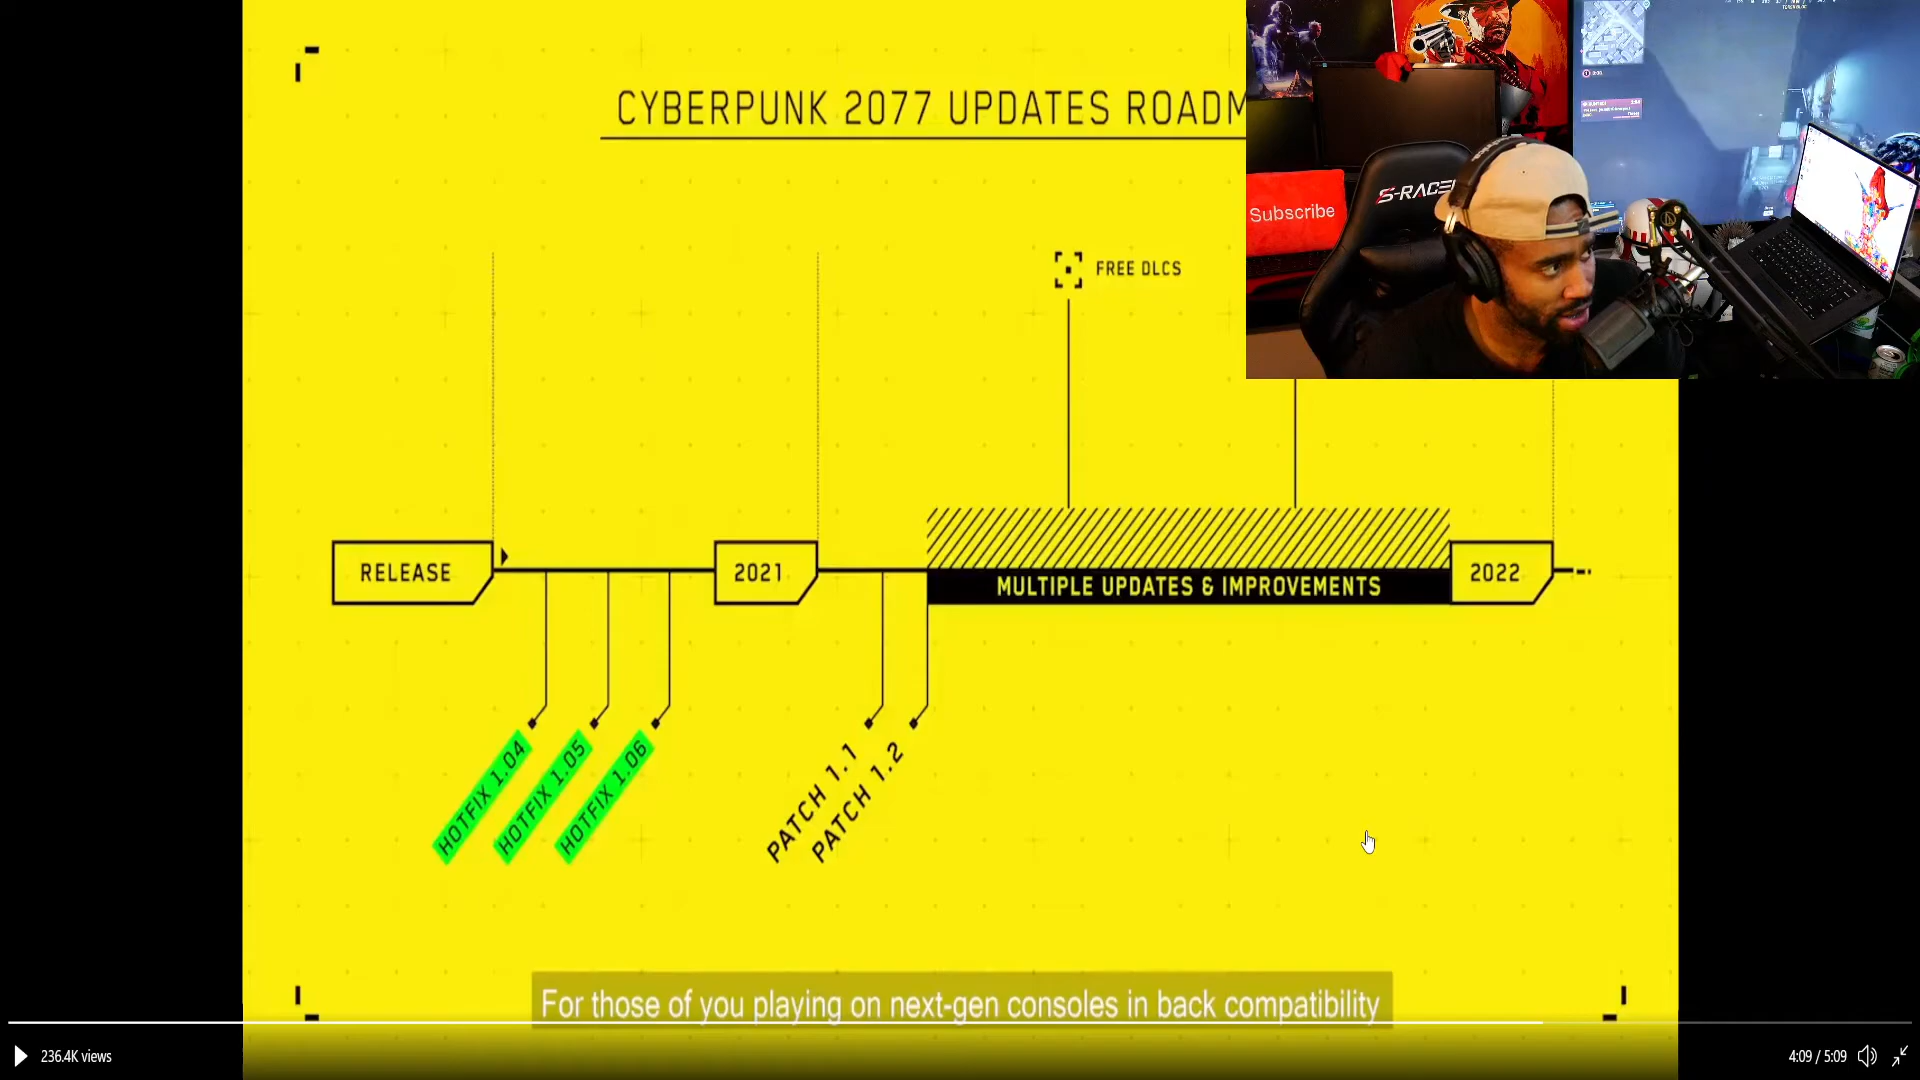 CYBERPUNK 2077 UPDATES ROADM
Subscribe
S-RACER
FREE DLCS
RELEASE
2021
MULTIPLE UPDATES & IMPROVEMENTS
2022
HOTFIX 1.04
HOTFIX 1.05
HOTFIX 1.06
PATCH 1.1
PATCH 1.2
For those of you playing on next-gen consoles in back compatibility
236.4K views
4:09 / 5:09